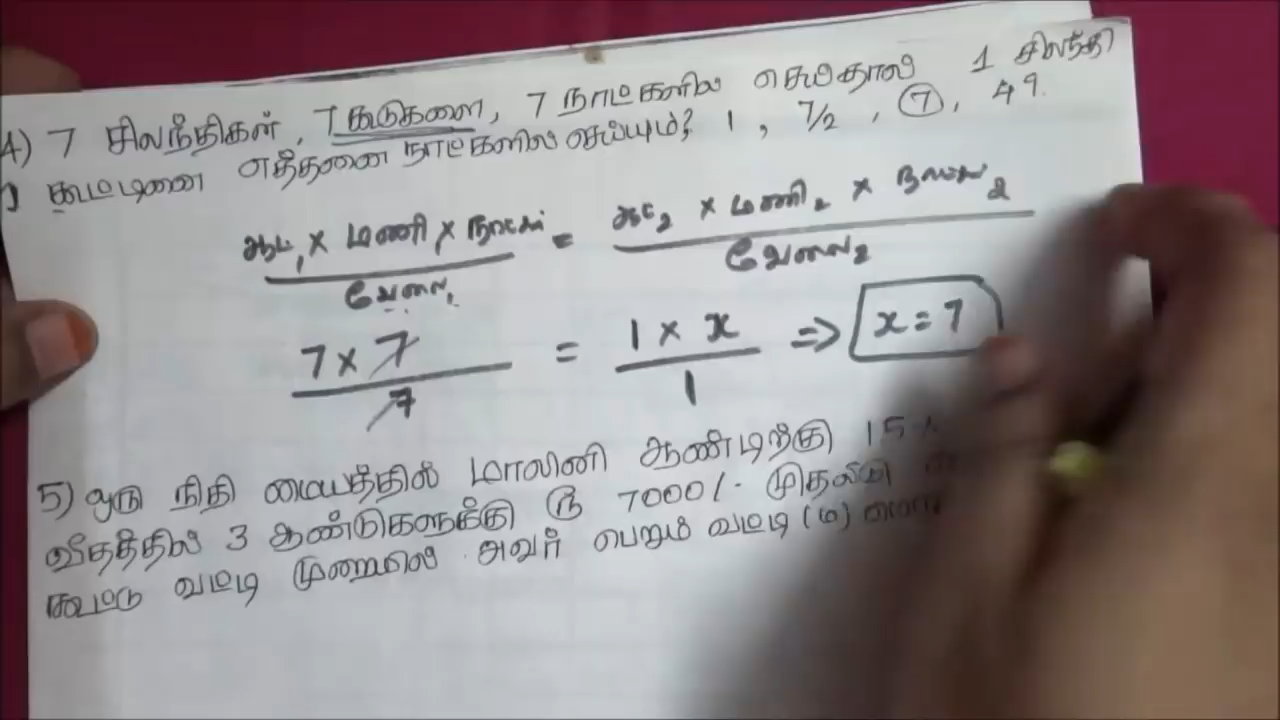 4) 7 சிலந்திகள், 7 கூடுகளை, 7 நாட்களில் செய்தால் 1 சிலந்தி
கூட்டினை எத்தனை நாட்களில் செய்யும்? 1, 7/2, 7, 49.
ஆட்₁ × மணி₁ × நாட்கள்₁ = ஆட்₂ × மணி₂ × நாட்கள்₂
வேலை₁ வேலை₂
7 × 7 = 1 × x ⇒ x = 7
7 1
5) ஒரு நிதி மையத்தில் மாலினி ஆண்டிற்கு 15%
வீதத்தில் 3 ஆண்டுகளுக்கு ரூ 7000/- முதலீடு
கூட்டு வட்டி முறையில் அவர் பெறும் வட்டி